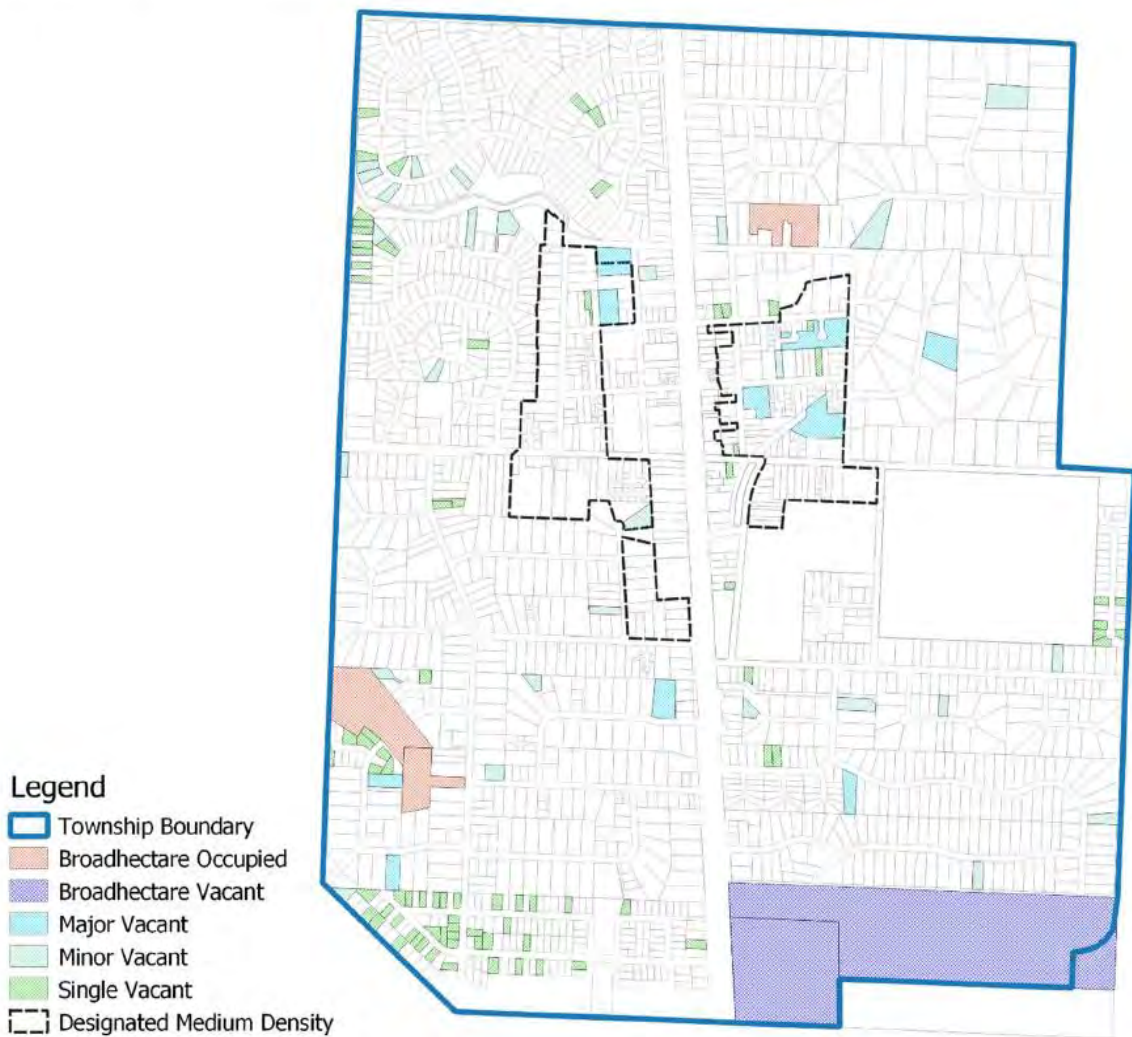 Legend
Township Boundary
Broadhectare Occupied
Broadhectare Vacant
Major Vacant
Minor Vacant
Single Vacant
Designated Medium Density